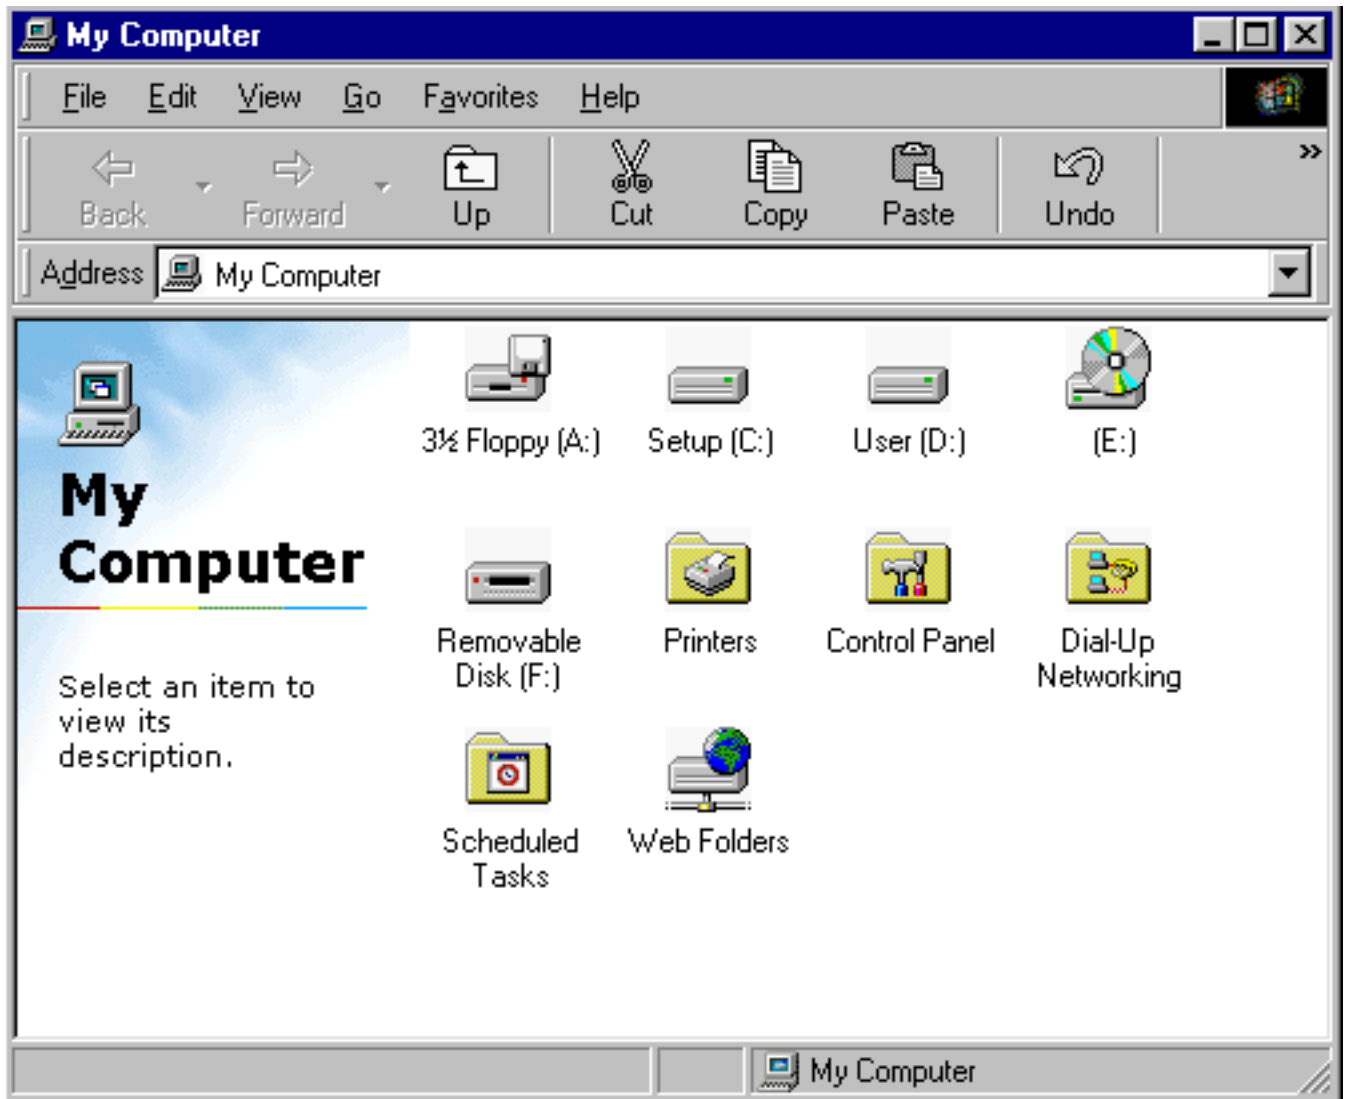 My Computer
File Edit View Go Favorites Help
»
Back Forward Up Cut Copy Paste Undo
Address My Computer
My
Computer
Select an item to
view its
description.
3½ Floppy (A:) Setup (C:) User (D:) (E:)
Removable
Disk (F:)
Printers
Control Panel
Dial-Up
Networking
Scheduled
Tasks
Web Folders
My Computer